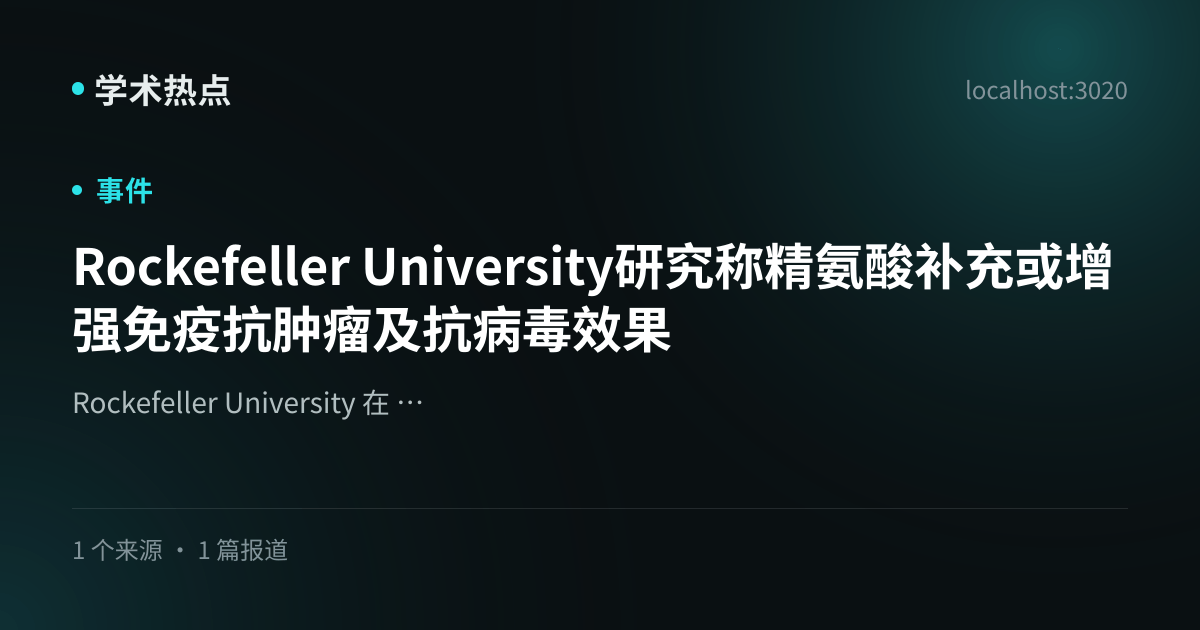 学术热点
localhost:3020
事件
Rockefeller University研究称精氨酸补充或增
强免疫抗肿瘤及抗病毒效果
Rockefeller University 在 …
1 个来源 · 1 篇报道